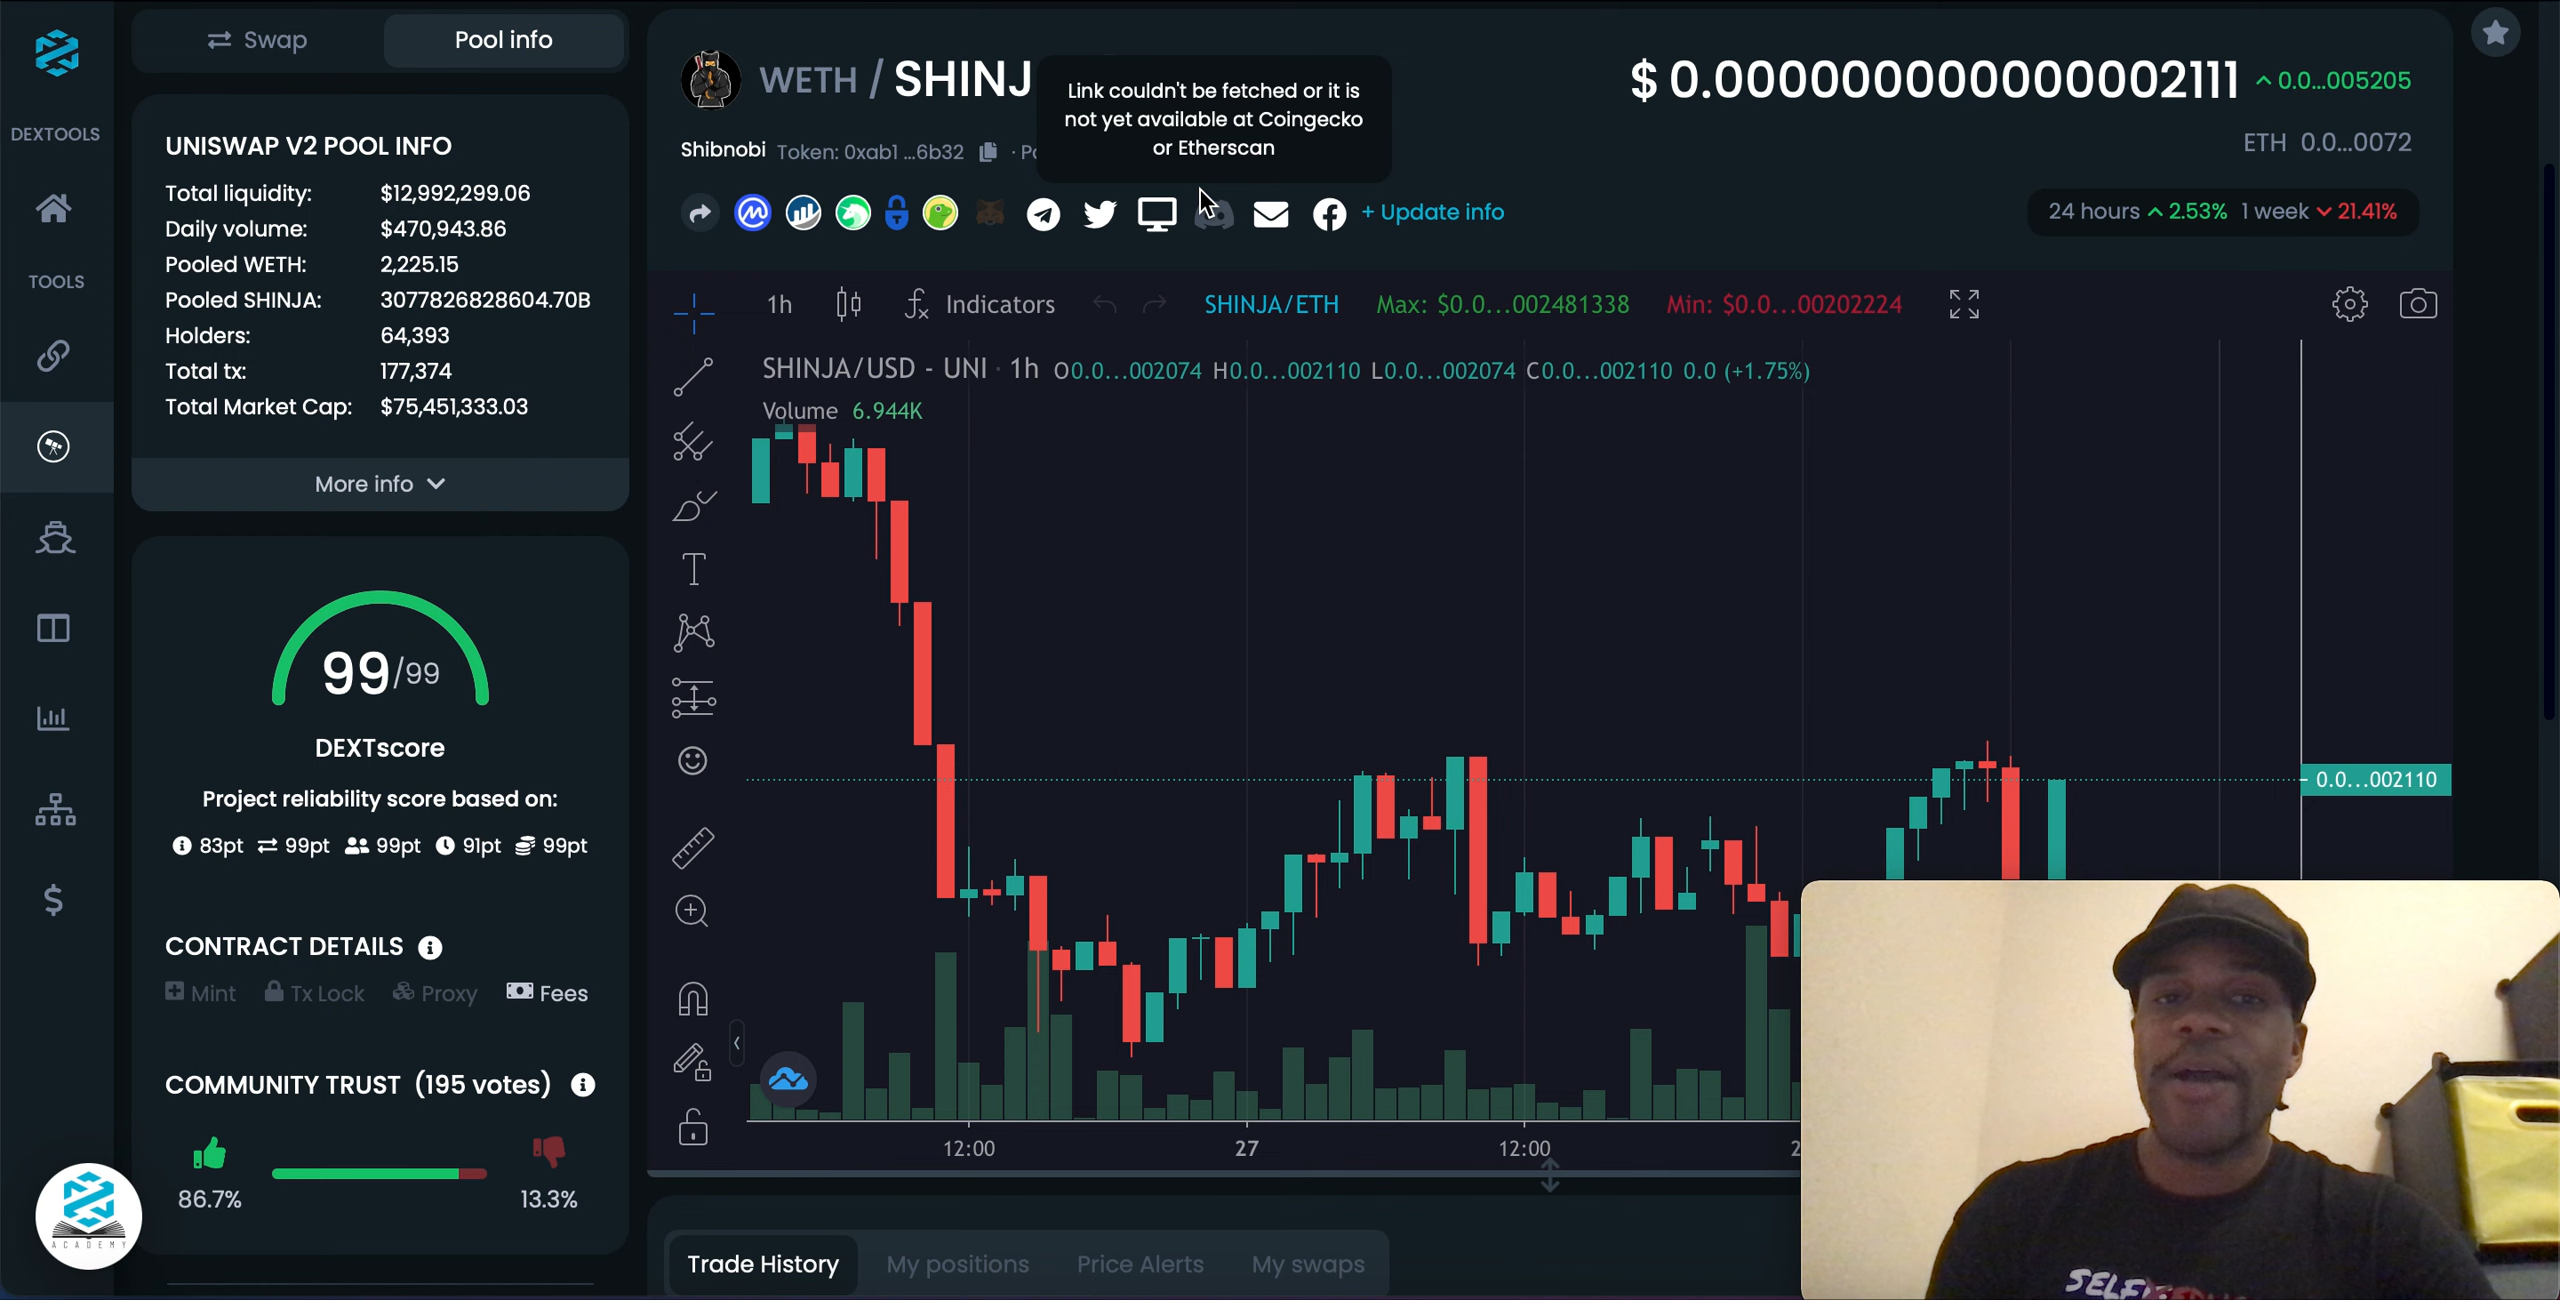 DEXTOOLS
TOOLS
Swap
Pool info
UNISWAP V2 POOL INFO
Total liquidity: $12,992,299.06
Daily volume: $470,943.86
Pooled WETH: 2,225.15
Pooled SHINJA: 3077826828604.70B
Holders: 64,393
Total tx: 177,374
Total Market Cap: $75,451,333.03
More info
99/99
DEXTscore
Project reliability score based on:
83pt 99pt 99pt 91pt 99pt
CONTRACT DETAILS
Mint Tx Lock Proxy Fees
COMMUNITY TRUST (195 votes)
86.7% 13.3%
ACADEMY
WETH / SHINJ
Link couldn't be fetched or it is
not yet available at Coingecko
or Etherscan
$ 0.000000000000002111 0.0...005205
ETH 0.0...0072
Shibnobi Token: 0xab1 ...6b32
+ Update info
24 hours 2.53% 1 week 21.41%
1h Indicators SHINJA/ETH Max: $0.0...002481338 Min: $0.0...00202224
SHINJA/USD - UNI · 1h O0.0...002074 H0.0...002110 L0.0...002074 C0.0...002110 0.0 (+1.75%)
Volume 6.944K
0.0...002110
12:00 27 12:00
Trade History My positions Price Alerts My swaps